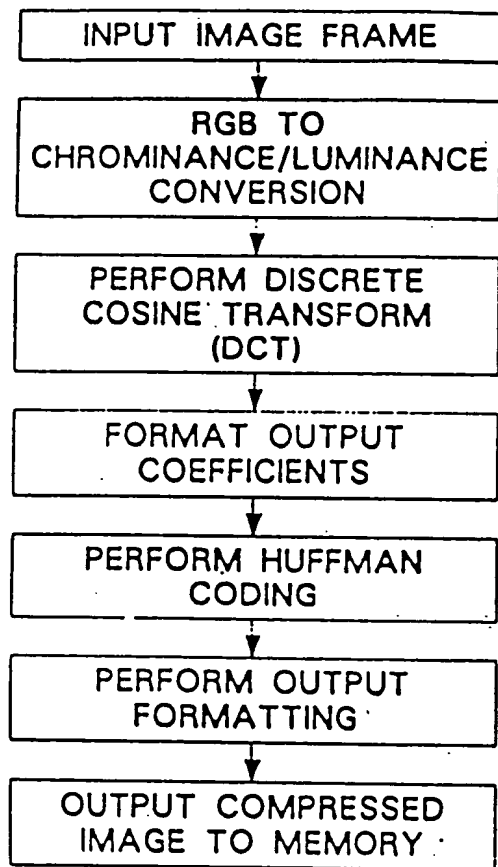 INPUT IMAGE FRAME
RGB TO
CHROMINANCE/LUMINANCE
CONVERSION
PERFORM DISCRETE
COSINE TRANSFORM
(DCT)
FORMAT OUTPUT
COEFFICIENTS
PERFORM HUFFMAN
CODING
PERFORM OUTPUT
FORMATTING
OUTPUT COMPRESSED
IMAGE TO MEMORY